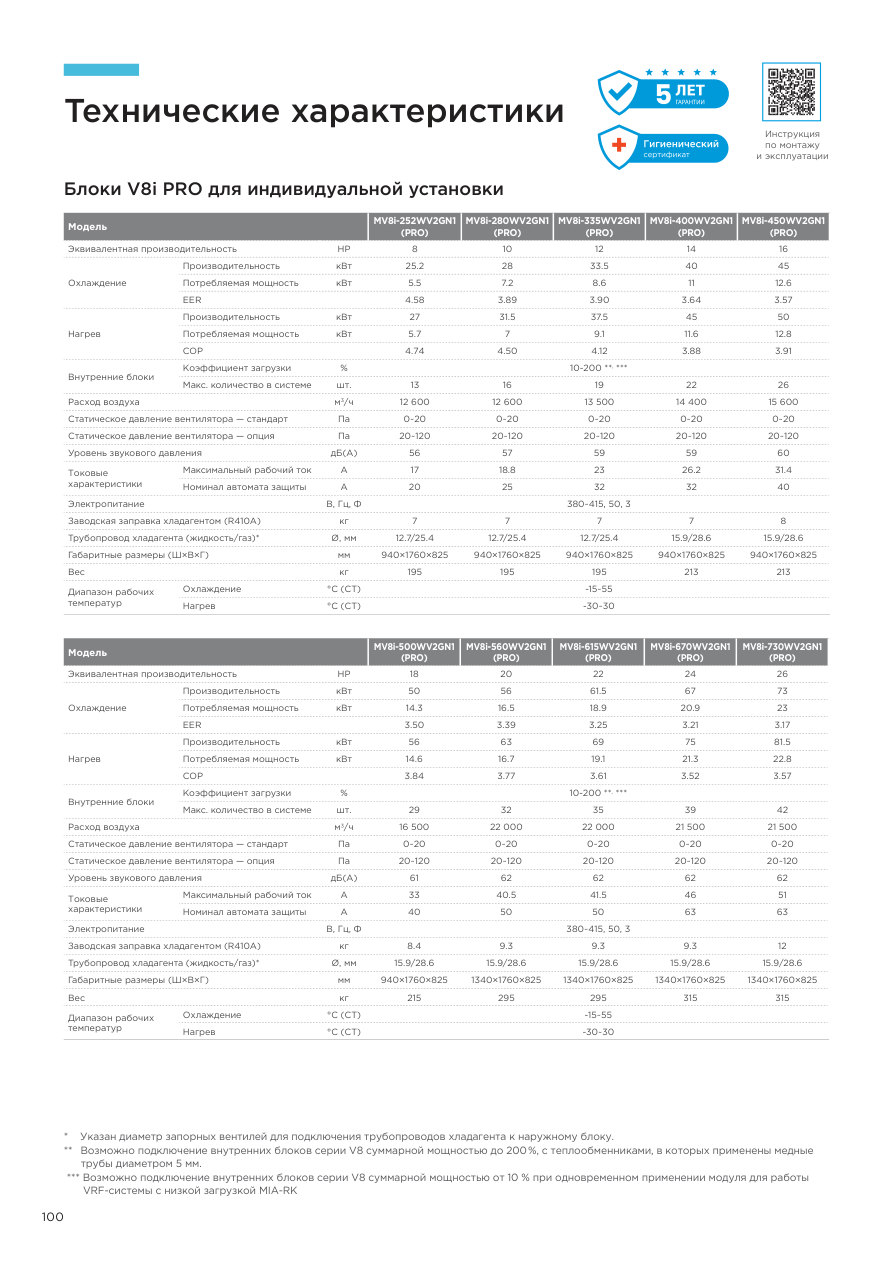 Технические характеристики
5 ЛЕТ
ГАРАНТИИ
Гигиенический
сертификат
Инструкция
по монтажу
и эксплуатации
Блоки V8i PRO для индивидуальной установки
Модель MV8i-252WV2GN1 (PRO) MV8i-280WV2GN1 (PRO) MV8i-335WV2GN1 (PRO) MV8i-400WV2GN1 (PRO) MV8i-450WV2GN1 (PRO)
Эквивалентная производительность HP 8 10 12 14 16
Охлаждение Производительность кВт 25.2 28 33.5 40 45
Потребляемая мощность кВт 5.5 7.2 8.6 11 12.6
EER 4.58 3.89 3.90 3.64 3.57
Нагрев Производительность кВт 27 31.5 37.5 45 50
Потребляемая мощность кВт 5.7 7 9.1 11.6 12.8
COP 4.74 4.50 4.12 3.88 3.91
Внутренние блоки Коэффициент загрузки % 10-200 **, ***
Макс. количество в системе шт. 13 16 19 22 26
Расход воздуха м³/ч 12 600 12 600 13 500 14 400 15 600
Статическое давление вентилятора — стандарт Па 0~20 0~20 0~20 0~20 0~20
Статическое давление вентилятора — опция Па 20~120 20~120 20~120 20~120 20~120
Уровень звукового давления дБ(А) 56 57 59 59 60
Токовые характеристики Максимальный рабочий ток А 17 18.8 23 26.2 31.4
Номинал автомата защиты А 20 25 32 32 40
Электропитание В, Гц, Ф 380~415, 50, 3
Заводская заправка хладагентом (R410A) кг 7 7 7 7 8
Трубопровод хладагента (жидкость/газ)* Ø, мм 12.7/25.4 12.7/25.4 12.7/25.4 15.9/28.6 15.9/28.6
Габаритные размеры (Ш×В×Г) мм 940×1760×825 940×1760×825 940×1760×825 940×1760×825 940×1760×825
Вес кг 195 195 195 213 213
Диапазон рабочих температур Охлаждение °С (СТ) -15~55
Нагрев °С (СТ) -30~30
Модель MV8i-500WV2GN1 (PRO) MV8i-560WV2GN1 (PRO) MV8i-615WV2GN1 (PRO) MV8i-670WV2GN1 (PRO) MV8i-730WV2GN1 (PRO)
Эквивалентная производительность HP 18 20 22 24 26
Охлаждение Производительность кВт 50 56 61.5 67 73
Потребляемая мощность кВт 14.3 16.5 18.9 20.9 23
EER 3.50 3.39 3.25 3.21 3.17
Нагрев Производительность кВт 56 63 69 75 81.5
Потребляемая мощность кВт 14.6 16.7 19.1 21.3 22.8
COP 3.84 3.77 3.61 3.52 3.57
Внутренние блоки Коэффициент загрузки % 10-200 **, ***
Макс. количество в системе шт. 29 32 35 39 42
Расход воздуха м³/ч 16 500 22 000 22 000 21 500 21 500
Статическое давление вентилятора — стандарт Па 0~20 0~20 0~20 0~20 0~20
Статическое давление вентилятора — опция Па 20~120 20~120 20~120 20~120 20~120
Уровень звукового давления дБ(А) 61 62 62 62 62
Токовые характеристики Максимальный рабочий ток А 33 40.5 41.5 46 51
Номинал автомата защиты А 40 50 50 63 63
Электропитание В, Гц, Ф 380~415, 50, 3
Заводская заправка хладагентом (R410A) кг 8.4 9.3 9.3 9.3 12
Трубопровод хладагента (жидкость/газ)* Ø, мм 15.9/28.6 15.9/28.6 15.9/28.6 15.9/28.6 15.9/28.6
Габаритные размеры (Ш×В×Г) мм 940×1760×825 1340×1760×825 1340×1760×825 1340×1760×825 1340×1760×825
Вес кг 215 295 295 315 315
Диапазон рабочих температур Охлаждение °С (СТ) -15~55
Нагрев °С (СТ) -30~30
* Указан диаметр запорных вентилей для подключения трубопроводов хладагента к наружному блоку.
** Возможно подключение внутренних блоков серии V8 суммарной мощностью до 200%, с теплообменниками, в которых применены медные
трубы диаметром 5 мм.
*** Возможно подключение внутренних блоков серии V8 суммарной мощностью от 10 % при одновременном применении модуля для работы
VRF-системы с низкой загрузкой MIA-RK
100